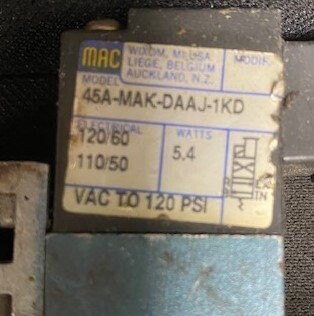 MAC
WIXOM, MI. USA
LIEGE, BELGIUM
AUCKLAND, N.Z.
MODIF.
MODEL
45A-MAK-DAAJ-1KD
ELECTRICAL
WATTS
120/60
110/50
5.4
IN
VAC TO 120 PSI